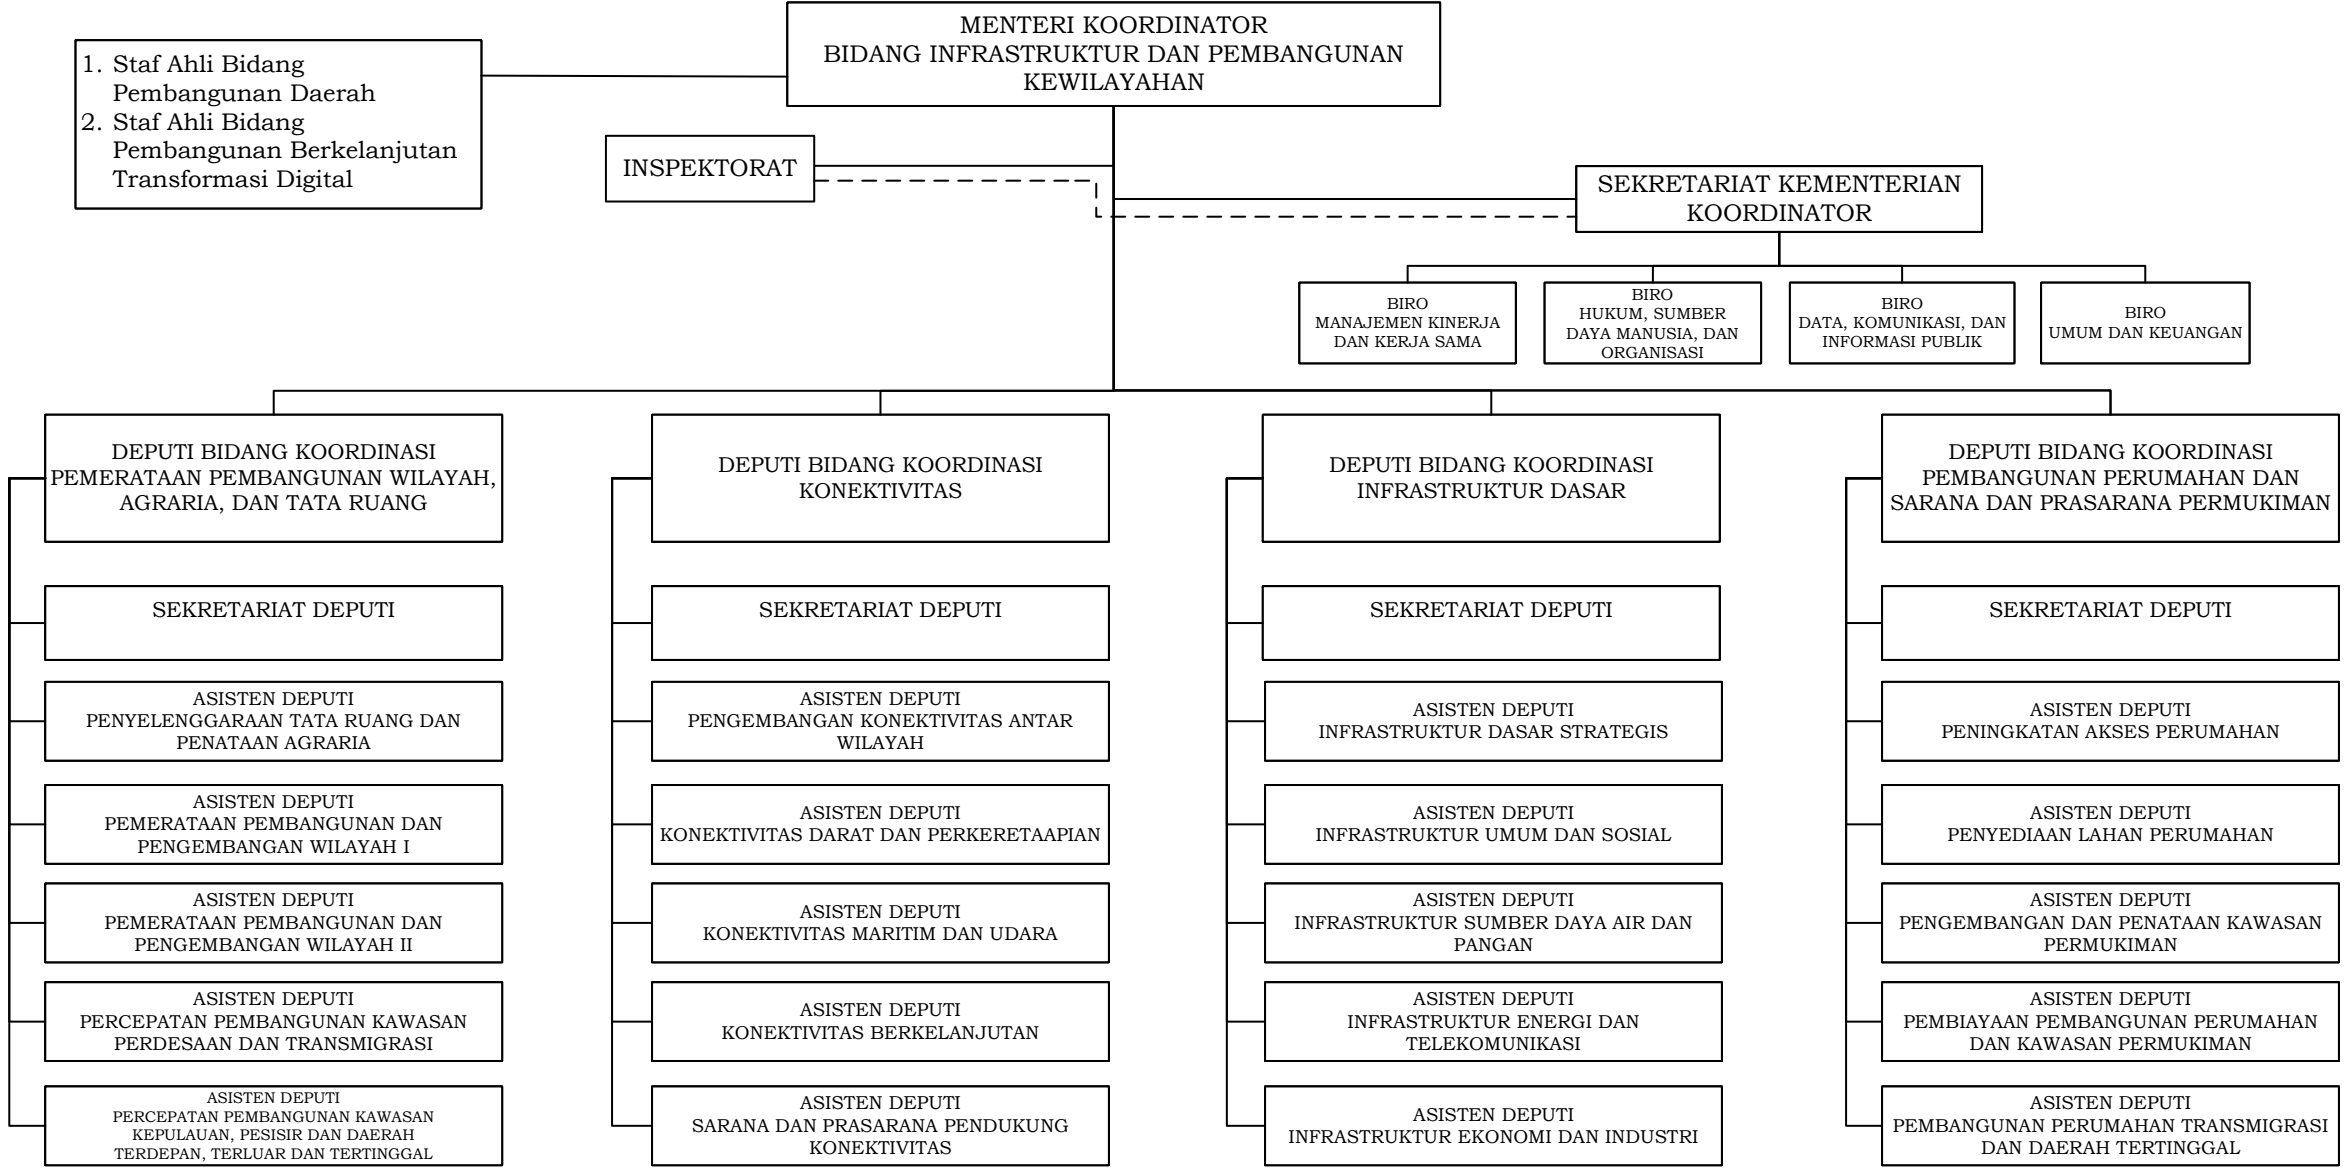 MENTERI KOORDINATOR
BIDANG INFRASTRUKTUR DAN PEMBANGUNAN
KEWILAYAHAN
1. Staf Ahli Bidang
Pembangunan Daerah
2. Staf Ahli Bidang
Pembangunan Berkelanjutan
Transformasi Digital
INSPEKTORAT
SEKRETARIAT KEMENTERIAN
KOORDINATOR
BIRO
MANAJEMEN KINERJA
DAN KERJA SAMA
BIRO
HUKUM, SUMBER
DAYA MANUSIA, DAN
ORGANISASI
BIRO
DATA, KOMUNIKASI, DAN
INFORMASI PUBLIK
BIRO
UMUM DAN KEUANGAN
DEPUTI BIDANG KOORDINASI
PEMERATAAN PEMBANGUNAN WILAYAH,
AGRARIA, DAN TATA RUANG
SEKRETARIAT DEPUTI
ASISTEN DEPUTI
PENYELENGGARAAN TATA RUANG DAN
PENATAAN AGRARIA
ASISTEN DEPUTI
PEMERATAAN PEMBANGUNAN DAN
PENGEMBANGAN WILAYAH I
ASISTEN DEPUTI
PEMERATAAN PEMBANGUNAN DAN
PENGEMBANGAN WILAYAH II
ASISTEN DEPUTI
PERCEPATAN PEMBANGUNAN KAWASAN
PERDESAAN DAN TRANSMIGRASI
ASISTEN DEPUTI
PERCEPATAN PEMBANGUNAN KAWASAN
KEPULAUAN, PESISIR DAN DAERAH
TERDEPAN, TERLUAR DAN TERTINGGAL
DEPUTI BIDANG KOORDINASI
KONEKTIVITAS
SEKRETARIAT DEPUTI
ASISTEN DEPUTI
PENGEMBANGAN KONEKTIVITAS ANTAR
WILAYAH
ASISTEN DEPUTI
KONEKTIVITAS DARAT DAN PERKERETAAPIAN
ASISTEN DEPUTI
KONEKTIVITAS MARITIM DAN UDARA
ASISTEN DEPUTI
KONEKTIVITAS BERKELANJUTAN
ASISTEN DEPUTI
SARANA DAN PRASARANA PENDUKUNG
KONEKTIVITAS
DEPUTI BIDANG KOORDINASI
INFRASTRUKTUR DASAR
SEKRETARIAT DEPUTI
ASISTEN DEPUTI
INFRASTRUKTUR DASAR STRATEGIS
ASISTEN DEPUTI
INFRASTRUKTUR UMUM DAN SOSIAL
ASISTEN DEPUTI
INFRASTRUKTUR SUMBER DAYA AIR DAN
PANGAN
ASISTEN DEPUTI
INFRASTRUKTUR ENERGI DAN
TELEKOMUNIKASI
ASISTEN DEPUTI
INFRASTRUKTUR EKONOMI DAN INDUSTRI
DEPUTI BIDANG KOORDINASI
PEMBANGUNAN PERUMAHAN DAN
SARANA DAN PRASARANA PERMUKIMAN
SEKRETARIAT DEPUTI
ASISTEN DEPUTI
PENINGKATAN AKSES PERUMAHAN
ASISTEN DEPUTI
PENYEDIAAN LAHAN PERUMAHAN
ASISTEN DEPUTI
PENGEMBANGAN DAN PENATAAN KAWASAN
PERMUKIMAN
ASISTEN DEPUTI
PEMBIAYAAN PEMBANGUNAN PERUMAHAN
DAN KAWASAN PERMUKIMAN
ASISTEN DEPUTI
PEMBANGUNAN PERUMAHAN TRANSMIGRASI
DAN DAERAH TERTINGGAL